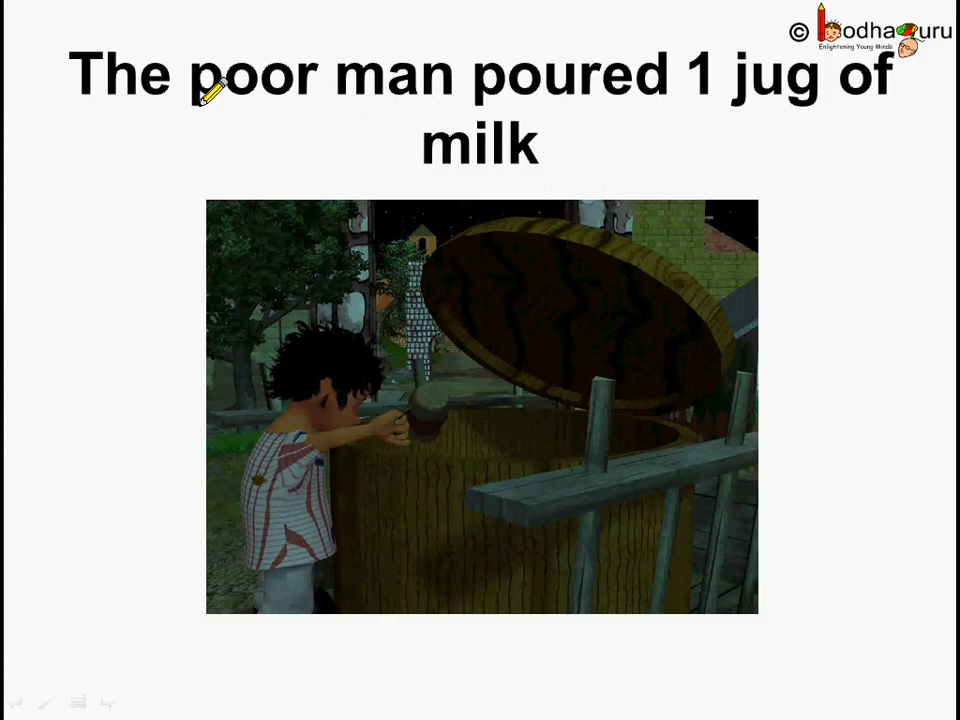 © bodhaguru
Enlightening Young Minds
The poor man poured 1 jug of
milk